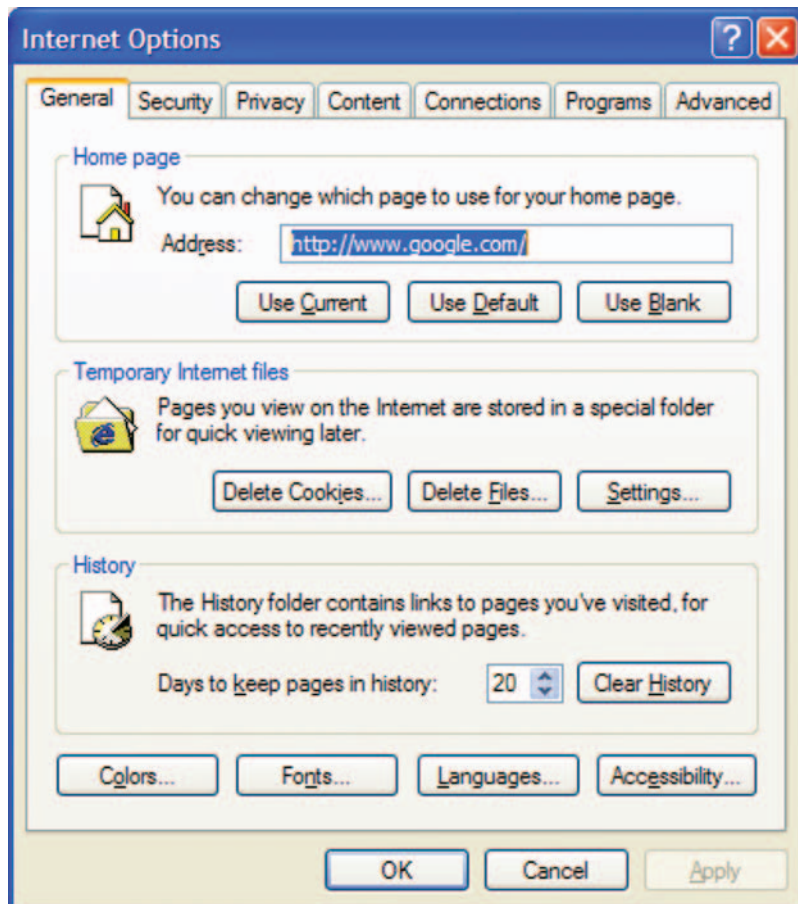 Internet Options
?
X
General Security Privacy Content Connections Programs Advanced
Home page
You can change which page to use for your home page.
Address: http://www.google.com/
Use Current Use Default Use Blank
Temporary Internet files
Pages you view on the Internet are stored in a special folder
for quick viewing later.
Delete Cookies... Delete Files... Settings...
History
The History folder contains links to pages you've visited, for
quick access to recently viewed pages.
Days to keep pages in history: 20 Clear History
Colors... Fonts... Languages... Accessibility...
OK Cancel Apply